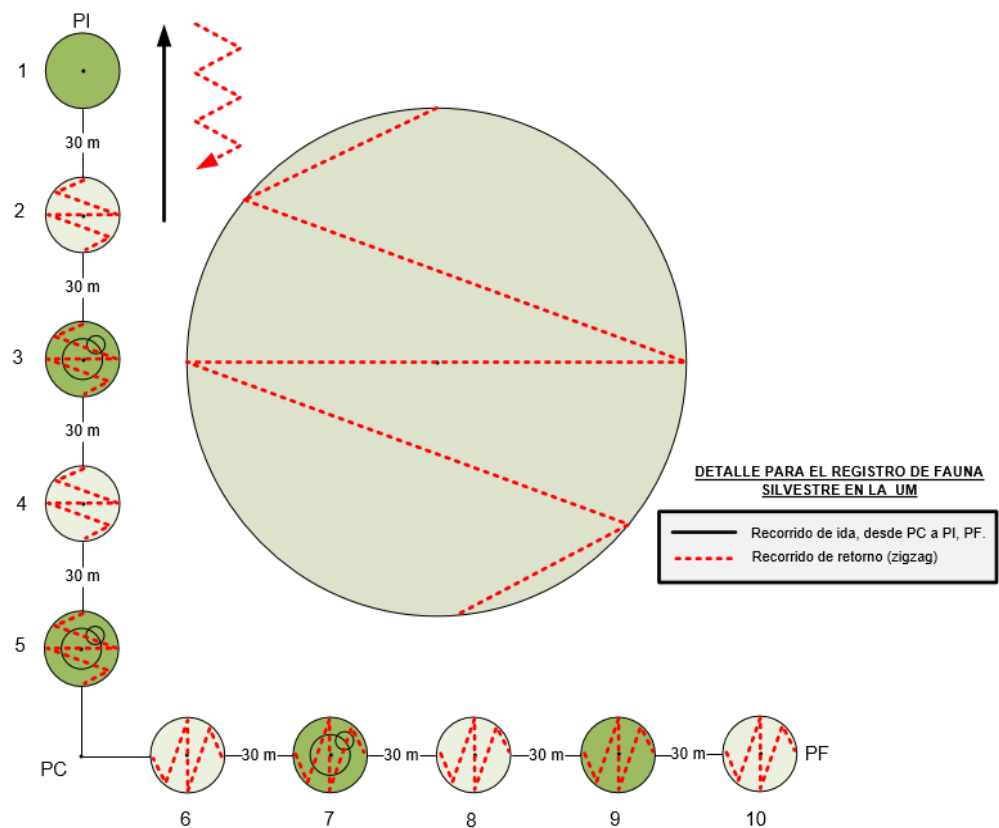 PI
1
30 m
2
30 m
3
30 m
4
30 m
5
DETALLE PARA EL REGISTRO DE FAUNA
SILVESTRE EN LA UM
Recorrido de ida, desde PC a PI, PF.
Recorrido de retorno (zigzag)
PC
30 m
30 m
30 m
30 m
PF
6
7
8
9
10